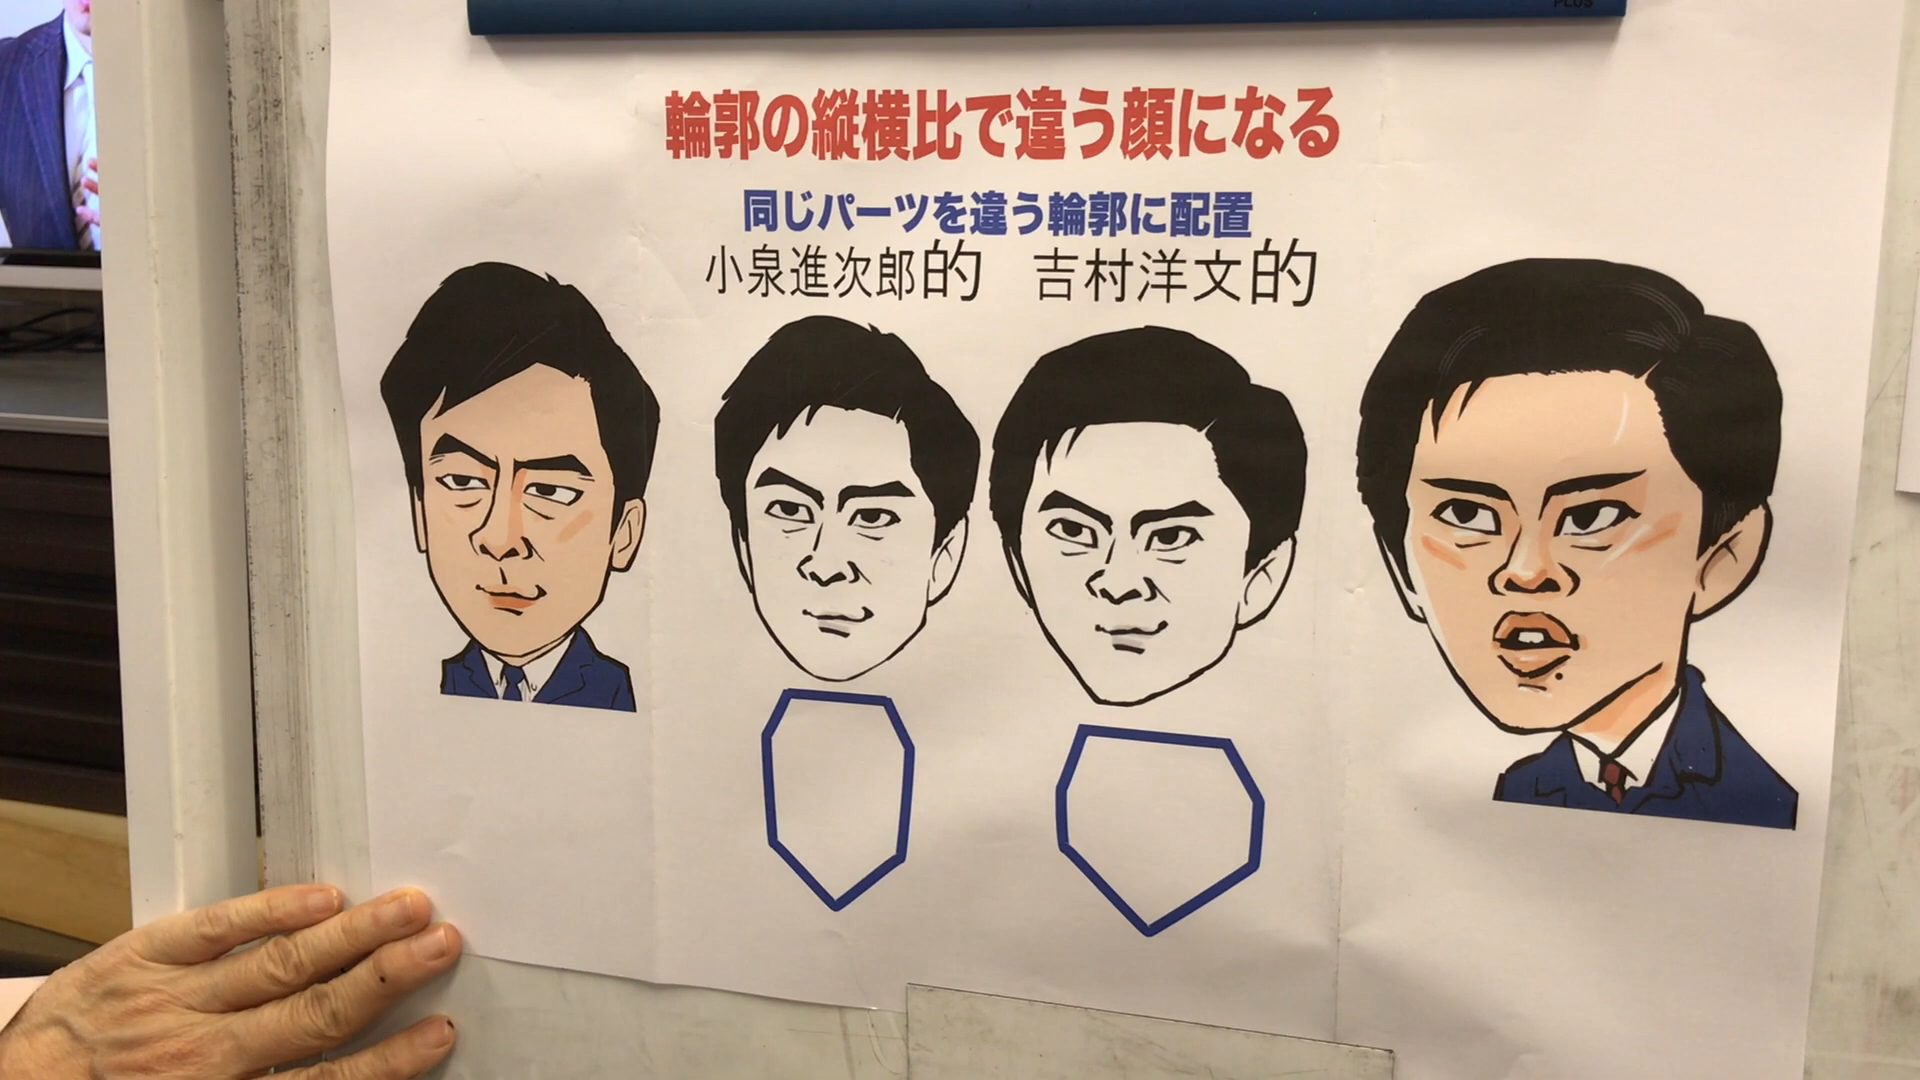 PLUS
輪郭の縦横比で違う顔になる
同じパーツを違う輪郭に配置
小泉進次郎的 吉村洋文的